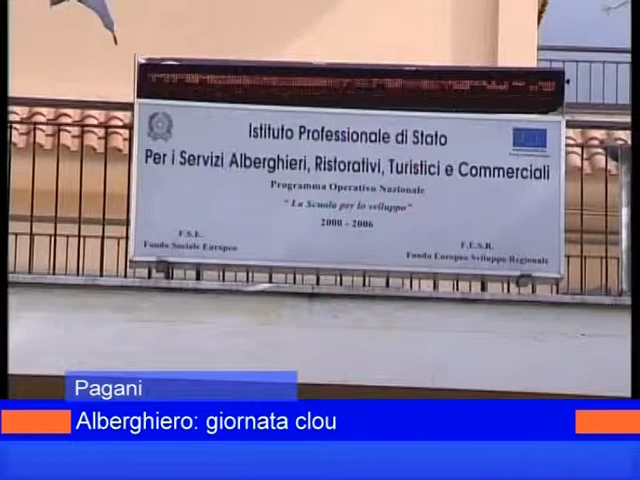 Istituto Professionale di Stato
Per i Servizi Alberghieri, Ristorativi, Turistici e Commerciali
Programma Operativo Nazionale
"La Scuola per lo sviluppo"
2000 - 2006
F.S.E.
Fondo Sociale Europeo
F.E.S.R.
Fondo Europeo Sviluppo Regionale
Pagani
Alberghiero: giornata clou